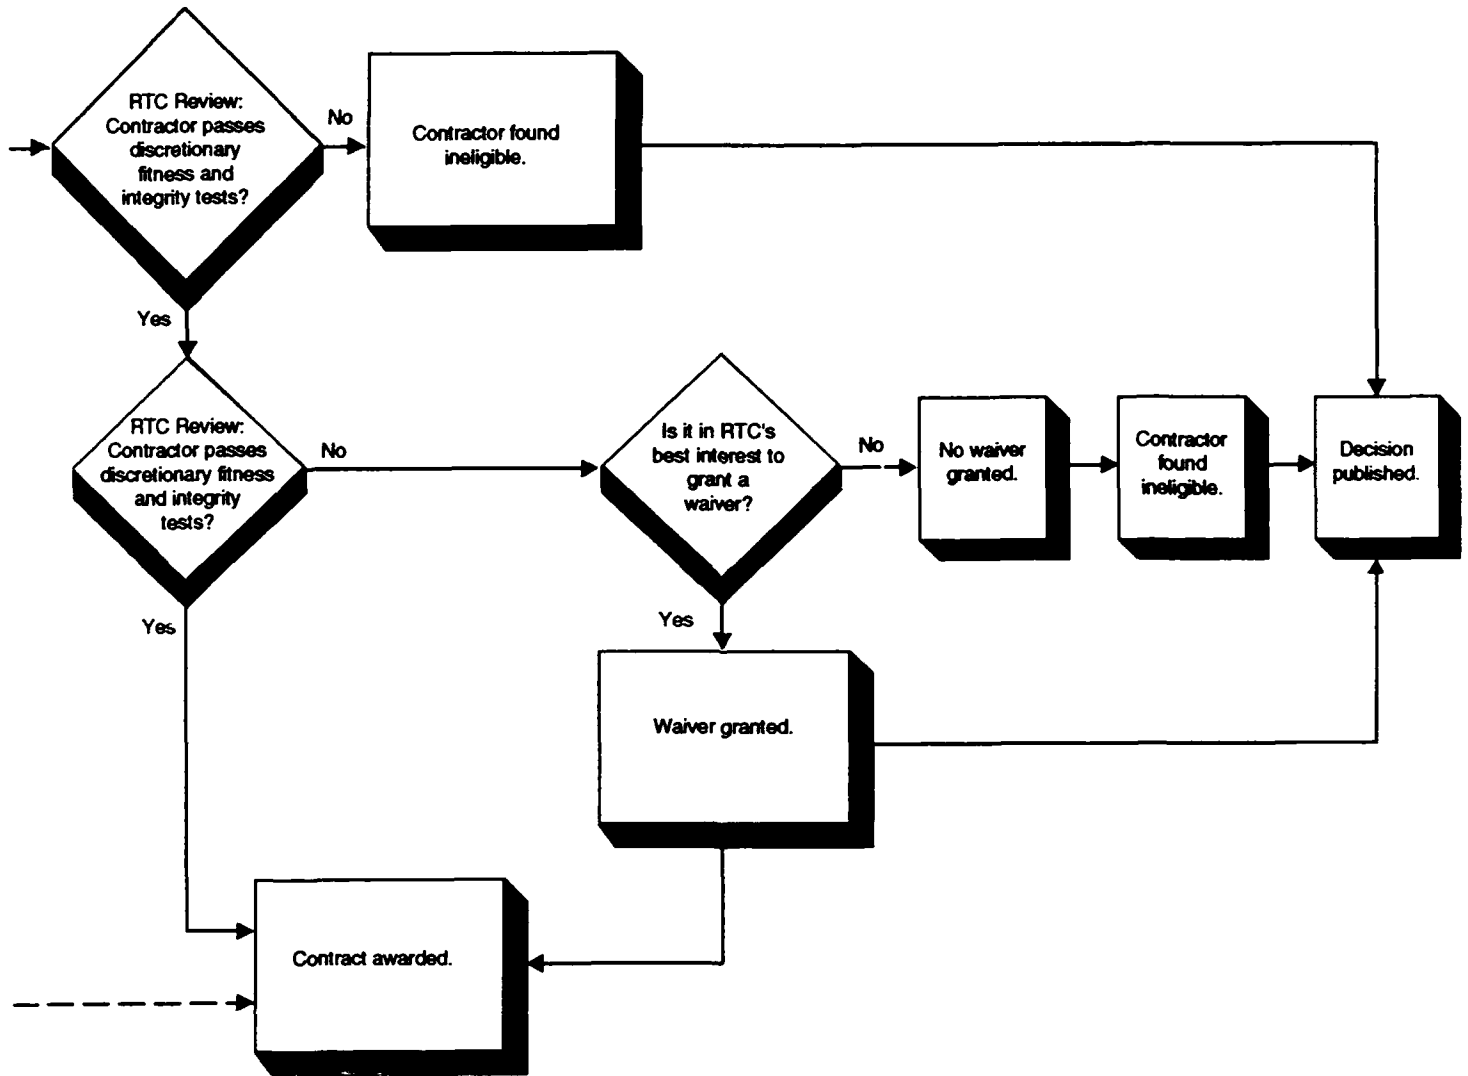 RTC Review:
Contractor passes
discretionary
fitness and
integrity tests?
No
Contractor found
ineligible.
Yes
RTC Review:
Contractor passes
discretionary fitness
and integrity
tests?
No
Is it in RTC's
best interest to
grant a
waiver?
No
No waiver
granted.
Contractor
found
ineligible.
Decision
published.
Yes
Yes
Waiver granted.
Contract awarded.